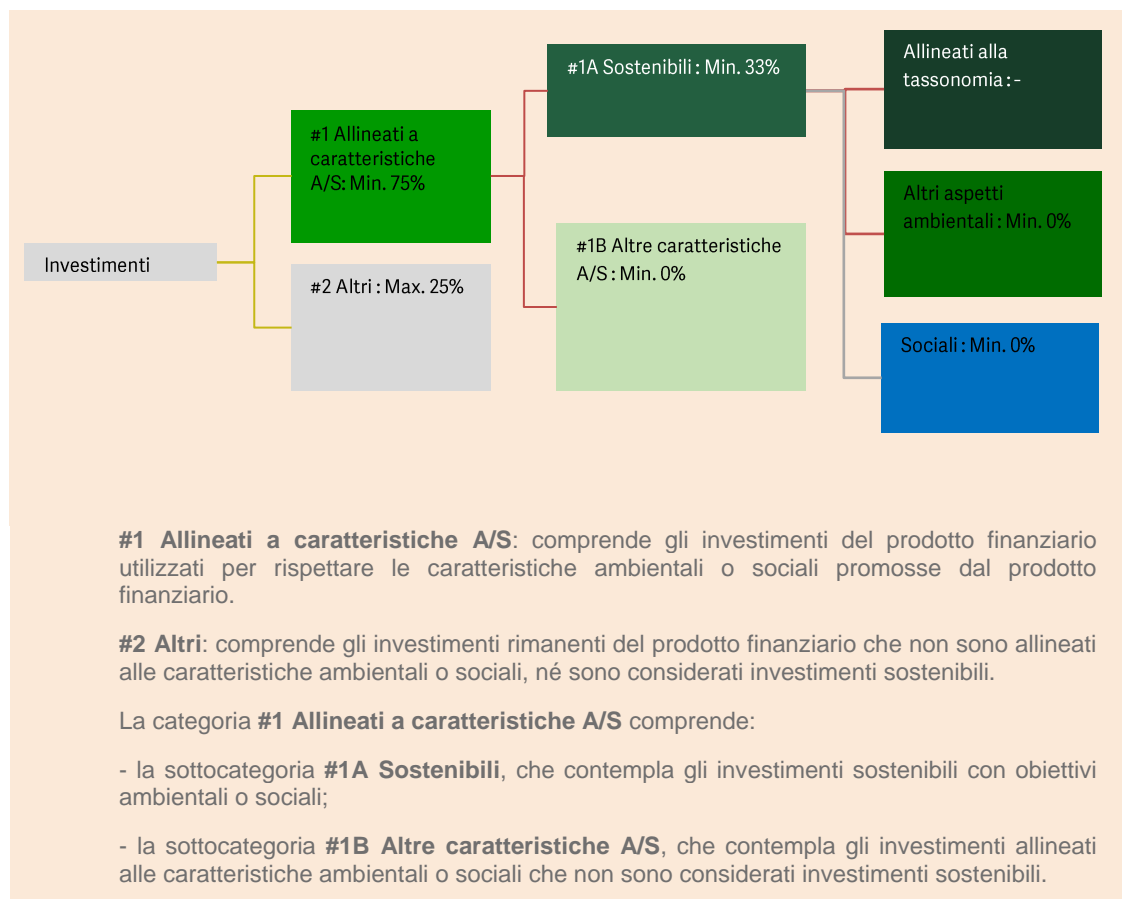 Investimenti
#1 Allineati a
caratteristiche
A/S: Min. 75%
#2 Altri : Max. 25%
#1A Sostenibili : Min. 33%
#1B Altre caratteristiche
A/S : Min. 0%
Allineati alla
tassonomia : -
Altri aspetti
ambientali : Min. 0%
Sociali : Min. 0%
#1 Allineati a caratteristiche A/S: comprende gli investimenti del prodotto finanziario
utilizzati per rispettare le caratteristiche ambientali o sociali promosse dal prodotto
finanziario.
#2 Altri: comprende gli investimenti rimanenti del prodotto finanziario che non sono allineati
alle caratteristiche ambientali o sociali, né sono considerati investimenti sostenibili.
La categoria #1 Allineati a caratteristiche A/S comprende:
- la sottocategoria #1A Sostenibili, che contempla gli investimenti sostenibili con obiettivi
ambientali o sociali;
- la sottocategoria #1B Altre caratteristiche A/S, che contempla gli investimenti allineati
alle caratteristiche ambientali o sociali che non sono considerati investimenti sostenibili.